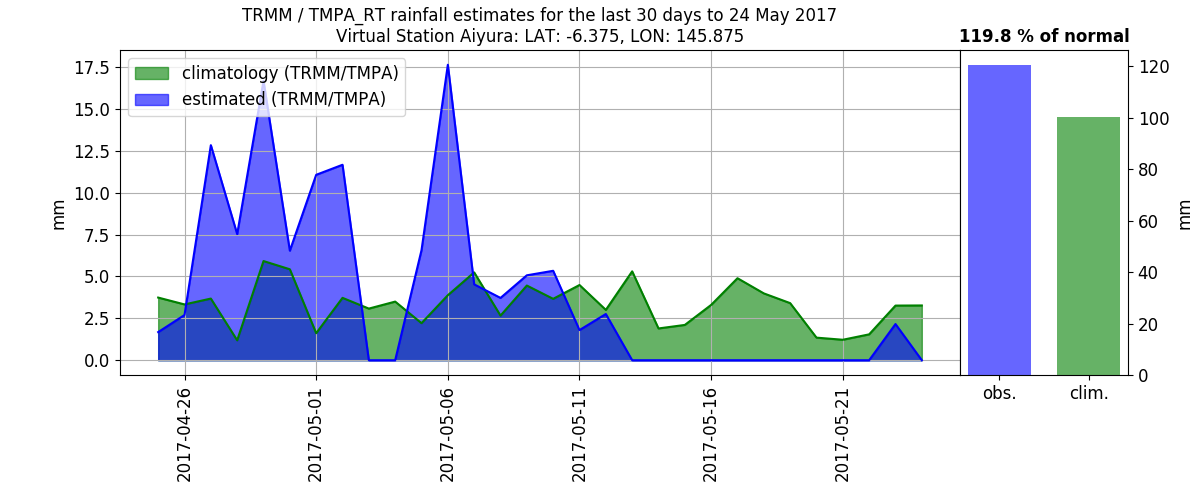 TRMM / TMPA_RT rainfall estimates for the last 30 days to 24 May 2017
Virtual Station Aiyura: LAT: -6.375, LON: 145.875
119.8 % of normal
climatology (TRMM/TMPA)
estimated (TRMM/TMPA)
mm
17.5
15.0
12.5
10.0
7.5
5.0
2.5
0.0
2017-04-26
2017-05-01
2017-05-06
2017-05-11
2017-05-16
2017-05-21
120
100
80
60
40
20
0
mm
obs.
clim.